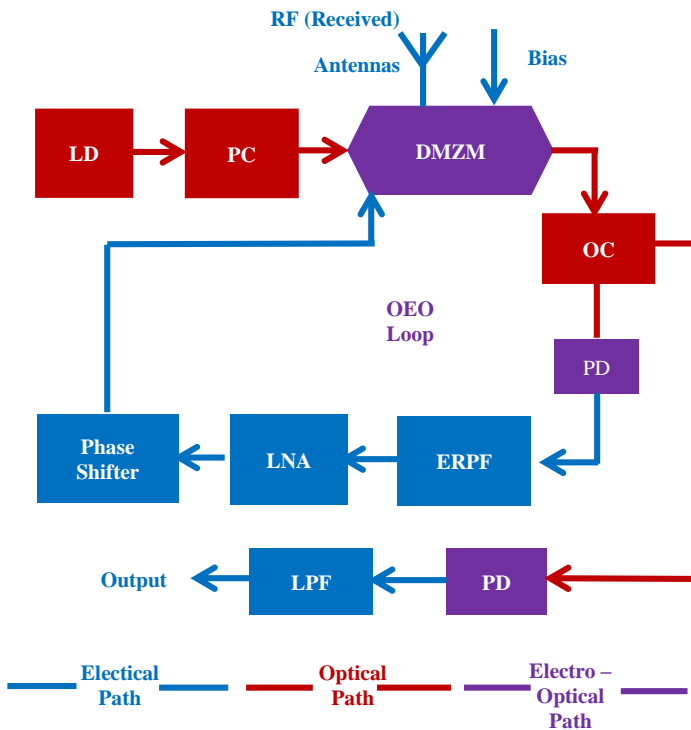 RF (Received)
Antennas
Bias
LD
PC
DMZM
OC
OEO
Loop
PD
Phase
Shifter
LNA
ERPF
Output
LPF
PD
Electical
Path
Optical
Path
Electro –
Optical
Path